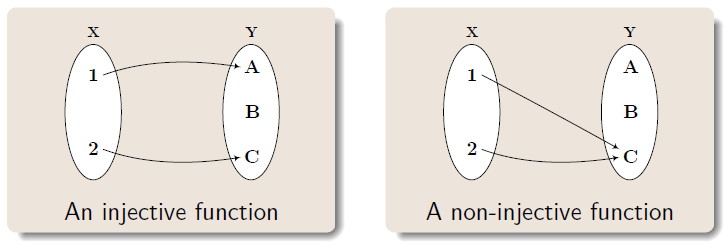 X Y
1 A
B
2 C
An injective function
X Y
1 A
B
2 C
A non-injective function